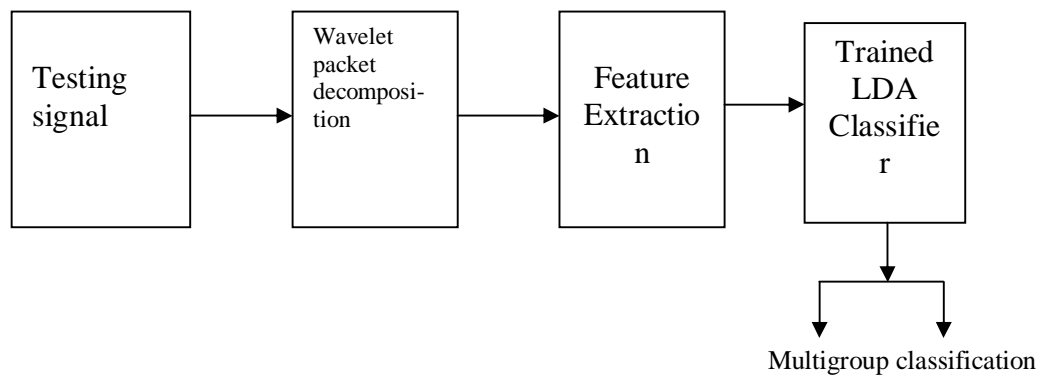 Testing
signal
Wavelet
packet
decomposi-
tion
Feature
Extractio
n
Trained
LDA
Classifie
r
Multigroup classification